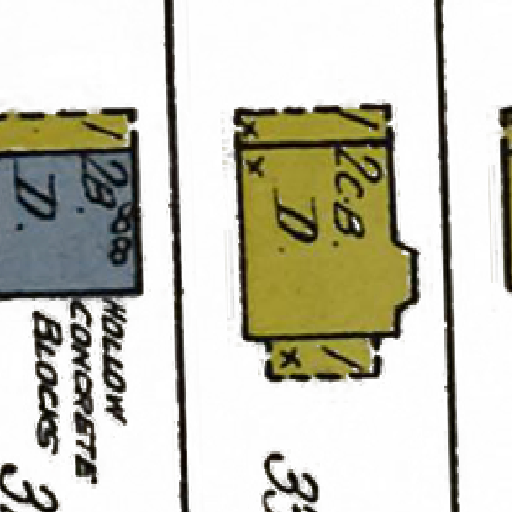 1
2B.
D.
HOLLOW
CONCRETE
BLOCKS
1
x
x
2C.B.
D.
x
1